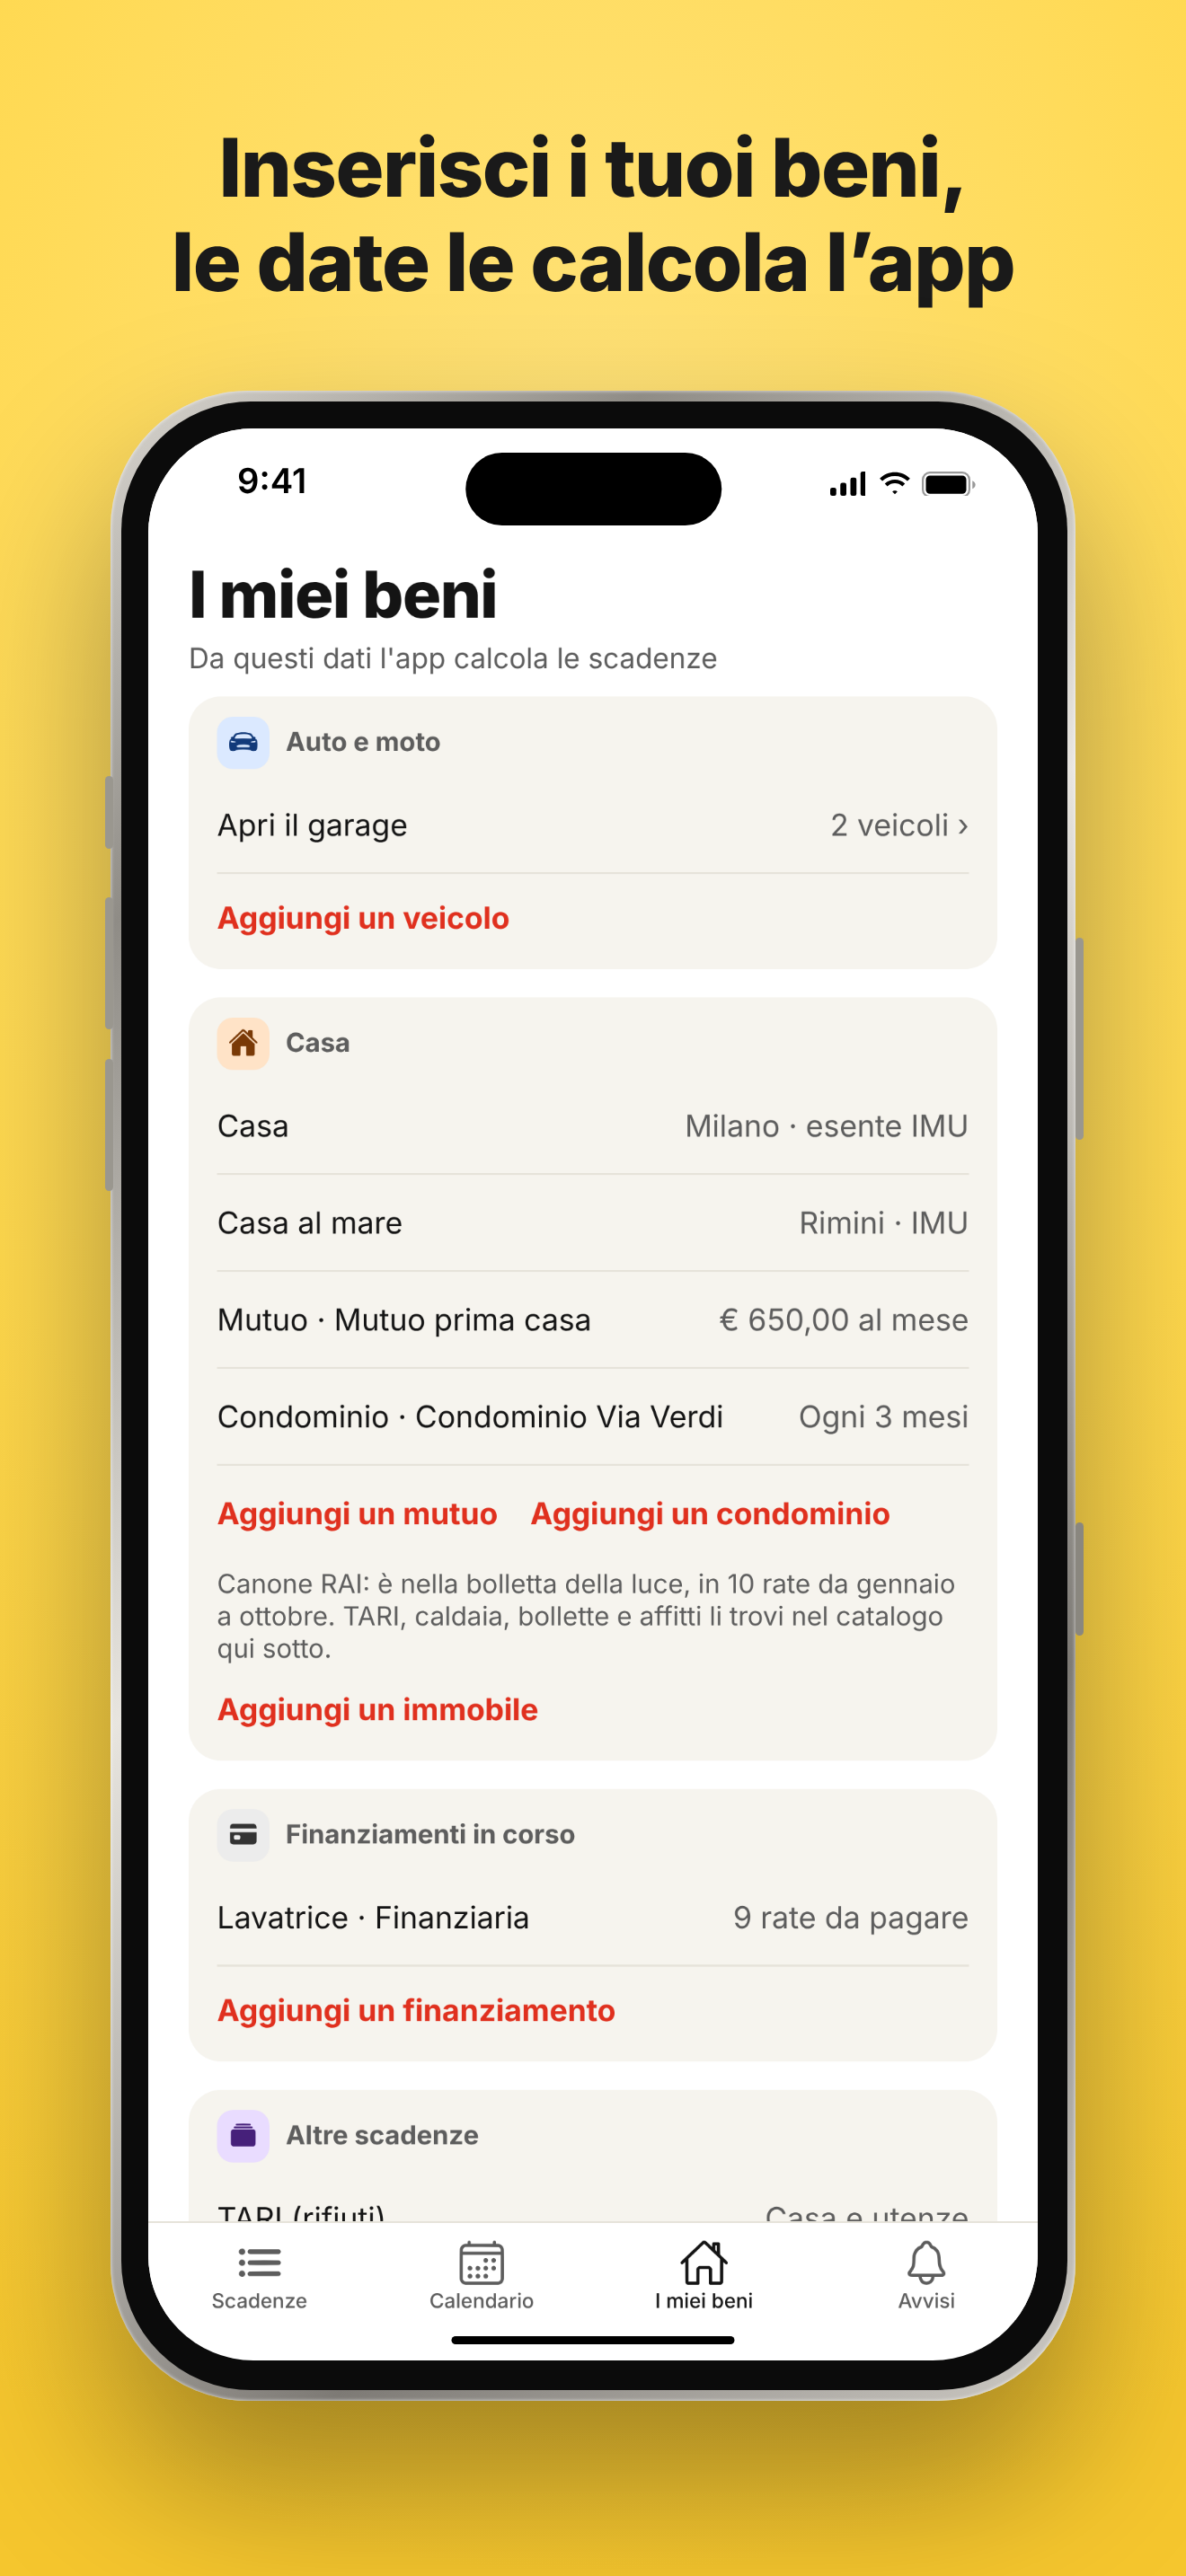 Inserisci i tuoi beni,
le date le calcola l’app
9:41
I miei beni
Da questi dati l'app calcola le scadenze
Auto e moto
Apri il garage 2 veicoli ›
Aggiungi un veicolo
Casa
Casa Milano · esente IMU
Casa al mare Rimini · IMU
Mutuo · Mutuo prima casa € 650,00 al mese
Condominio · Condominio Via Verdi Ogni 3 mesi
Aggiungi un mutuo Aggiungi un condominio
Canone RAI: è nella bolletta della luce, in 10 rate da gennaio
a ottobre. TARI, caldaia, bollette e affitti li trovi nel catalogo
qui sotto.
Aggiungi un immobile
Finanziamenti in corso
Lavatrice · Finanziaria 9 rate da pagare
Aggiungi un finanziamento
Altre scadenze
TARI (rifiuti) Casa e utenze
Scadenze Calendario I miei beni Avvisi